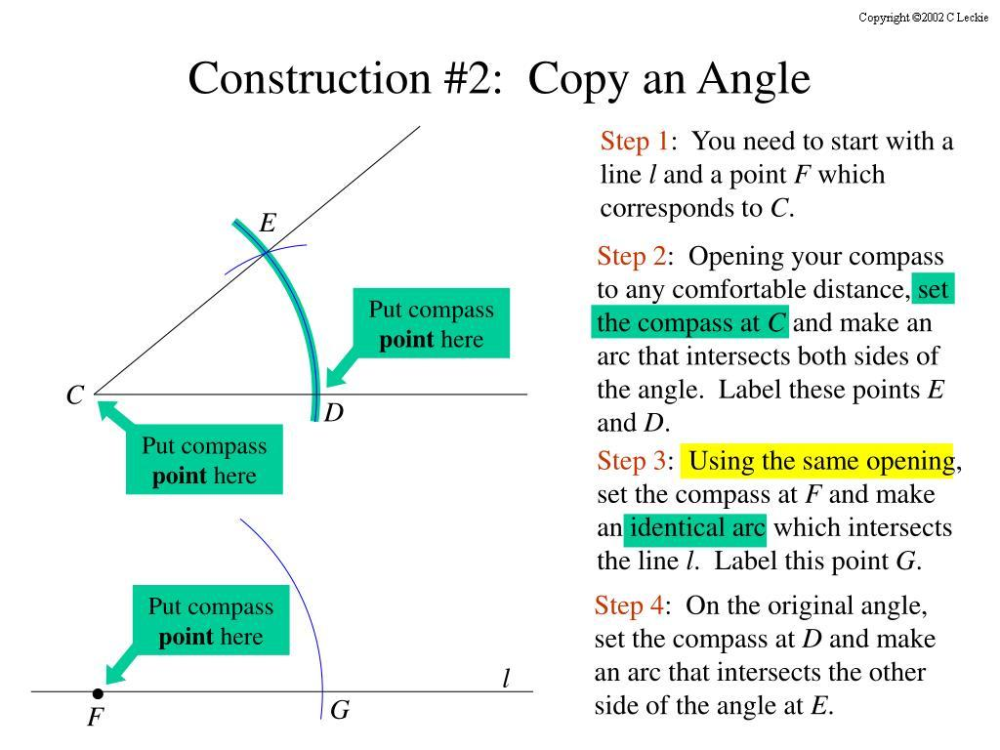 Copyright ©2002 C Leckie
Construction #2: Copy an Angle
Step 1: You need to start with a
line l and a point F which
corresponds to C.
Step 2: Opening your compass
to any comfortable distance, set
the compass at C and make an
arc that intersects both sides of
the angle. Label these points E
and D.
Step 3: Using the same opening,
set the compass at F and make
an identical arc which intersects
the line l. Label this point G.
Step 4: On the original angle,
set the compass at D and make
an arc that intersects the other
side of the angle at E.
E
Put compass
point here
C
D
Put compass
point here
Put compass
point here
l
F
G